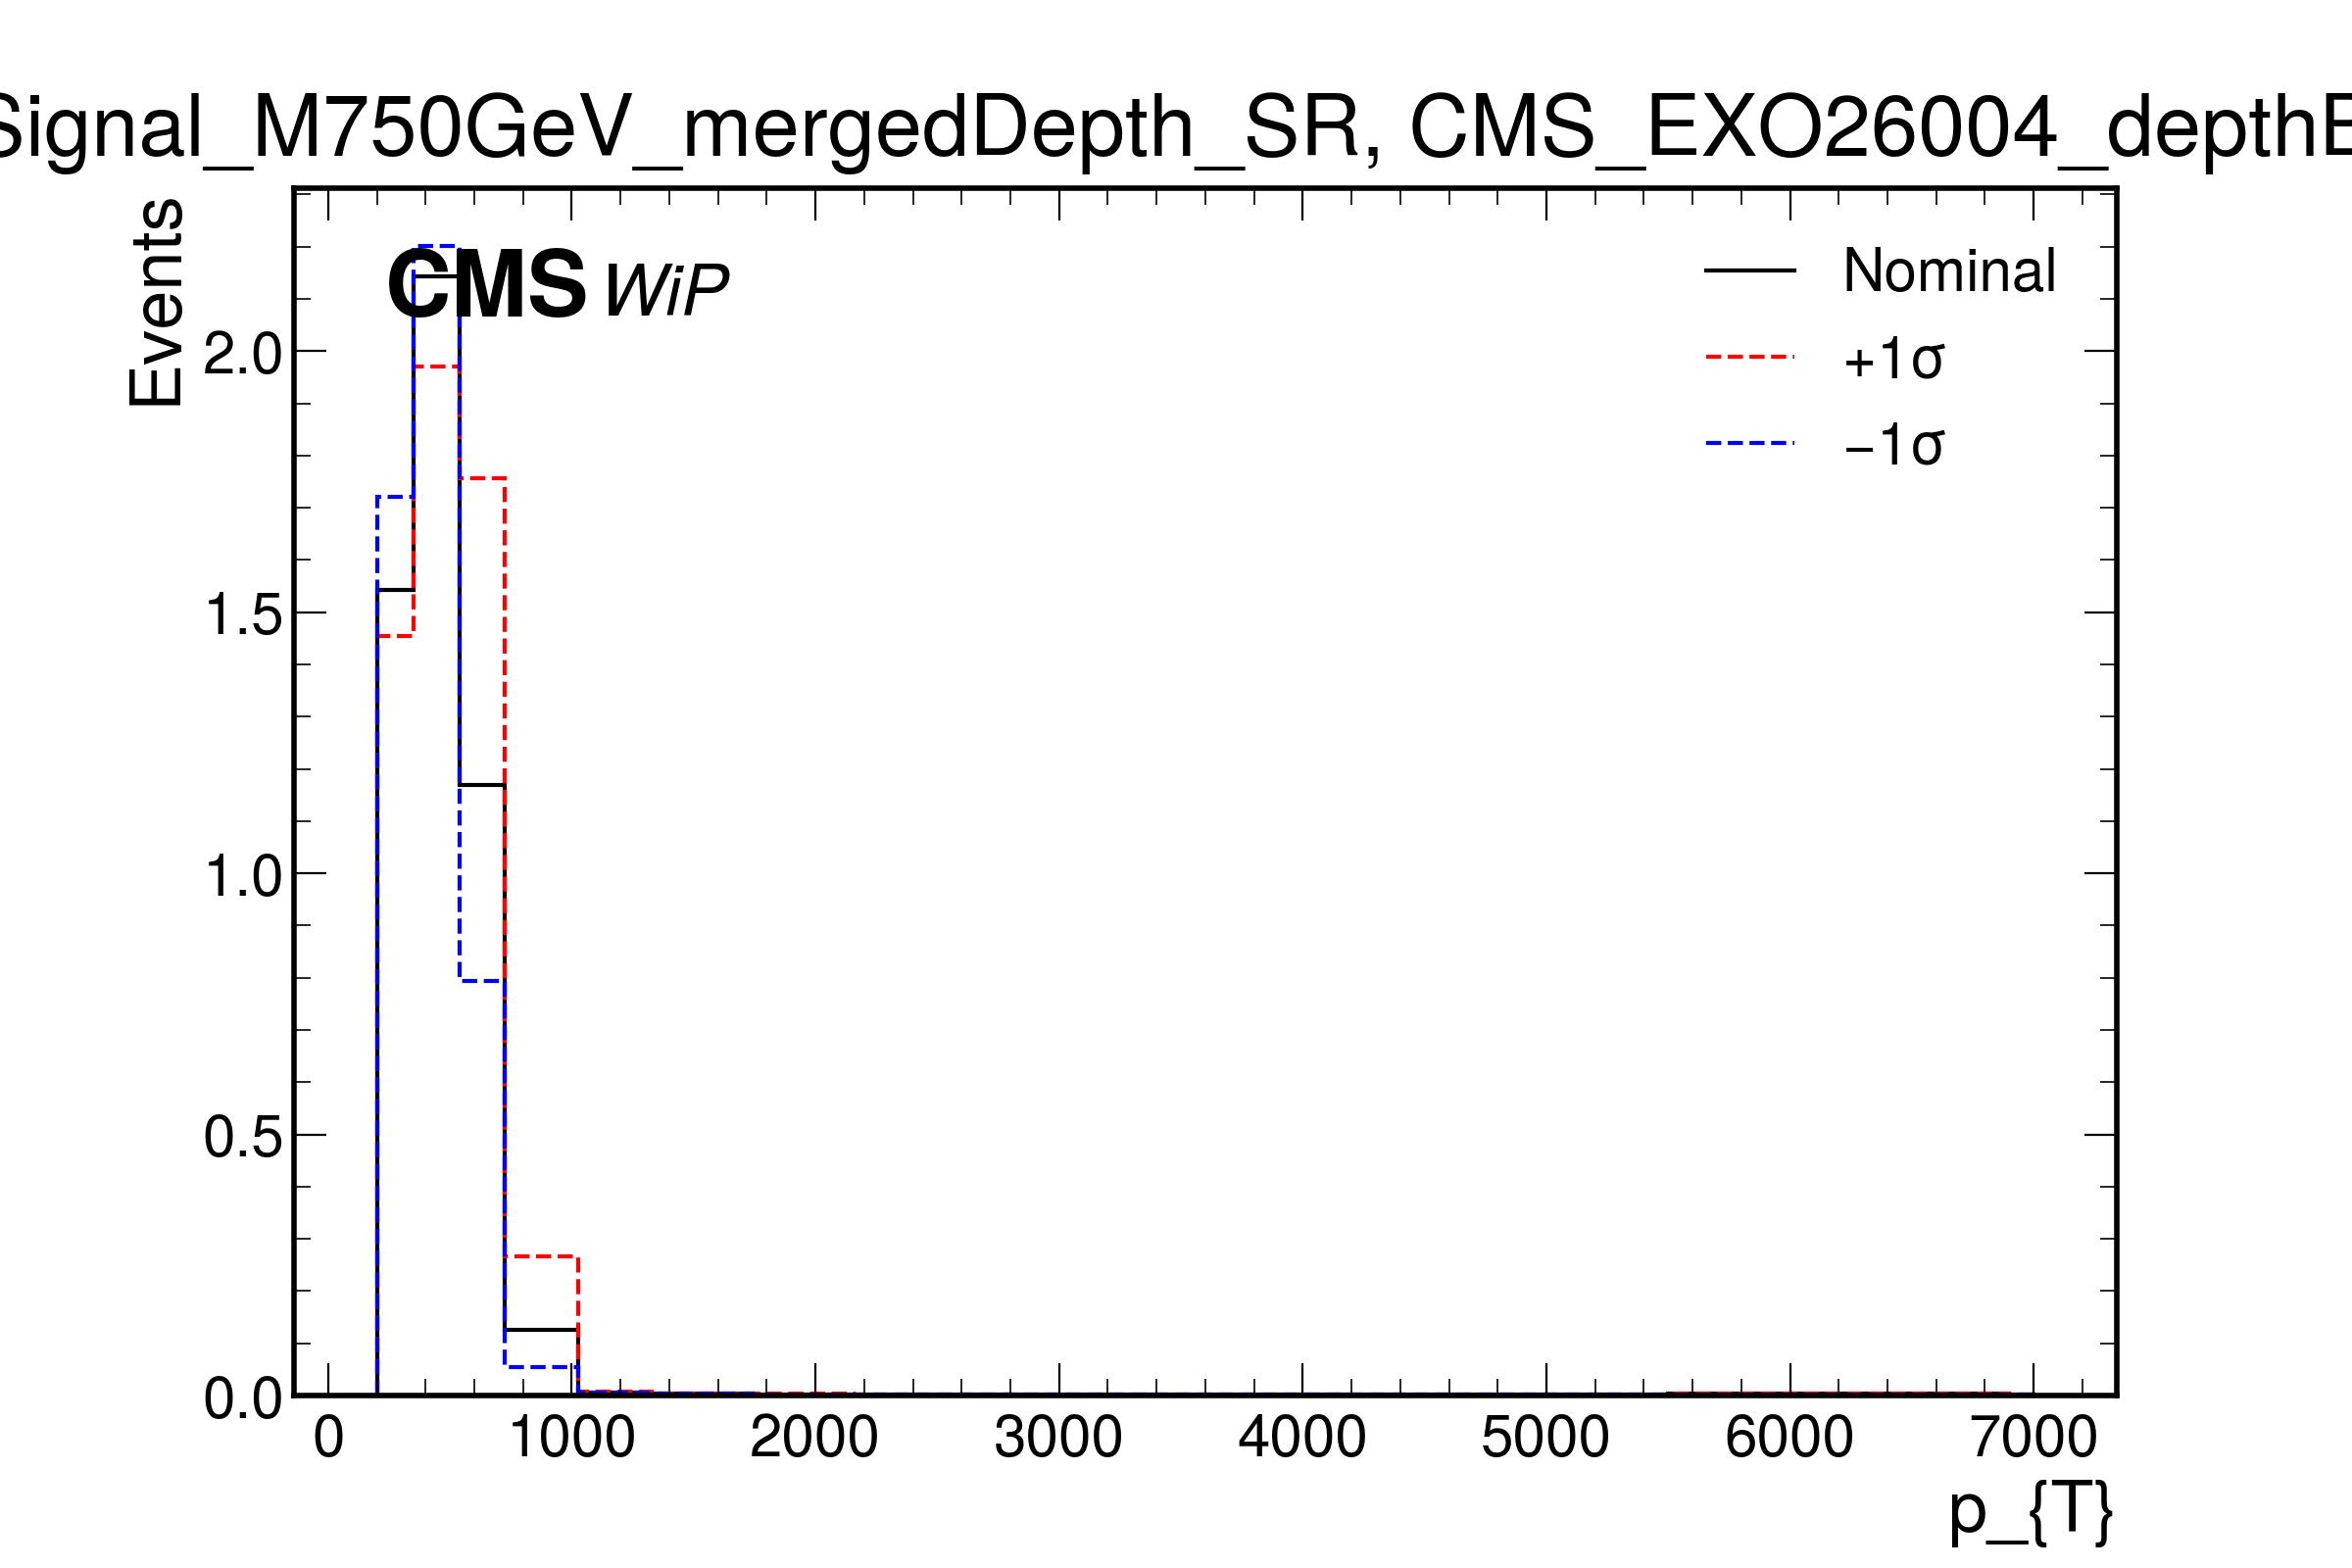 Signal_M750GeV_mergedDepth_SR, CMS_EXO26004_depthE
Events
CMS WiP
Nominal
+1σ
−1σ
2.0
1.5
1.0
0.5
0.0
0 1000 2000 3000 4000 5000 6000 7000
p_{T}